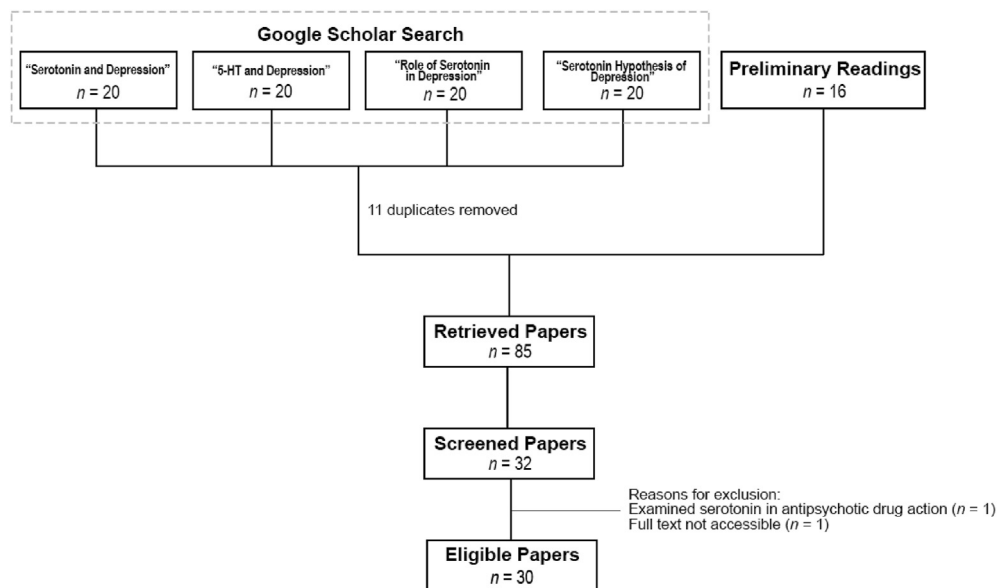 Google Scholar Search
“Serotonin and Depression”
n = 20
“5-HT and Depression”
n = 20
“Role of Serotonin
in Depression”
n = 20
“Serotonin Hypothesis of
Depression”
n = 20
Preliminary Readings
n = 16
11 duplicates removed
Retrieved Papers
n = 85
Screened Papers
n = 32
Reasons for exclusion:
Examined serotonin in antipsychotic drug action (n = 1)
Full text not accessible (n = 1)
Eligible Papers
n = 30